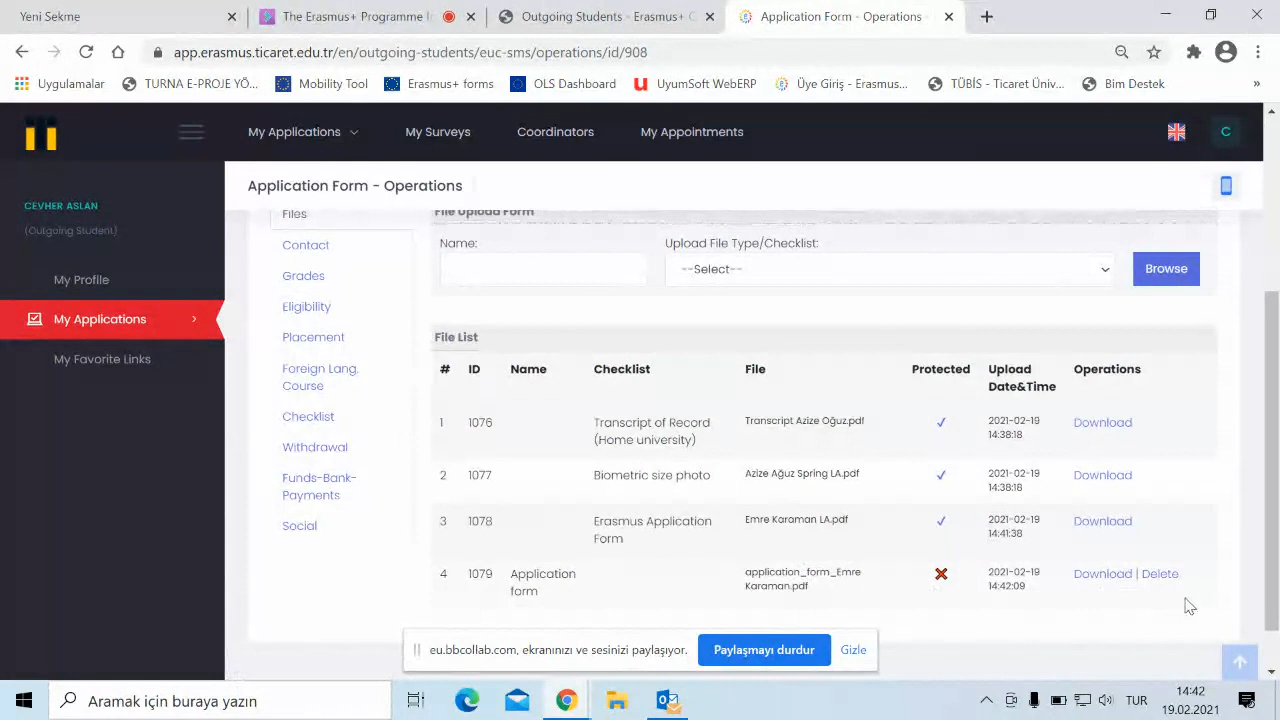 Yeni Sekme
The Erasmus+ Programme I
Outgoing Students - Erasmus+ C
Application Form - Operations
app.erasmus.ticaret.edu.tr/en/outgoing-students/euc-sms/operations/id/908
Uygulamalar
TURNA E-PROJE YÖ...
Mobility Tool
Erasmus+ forms
OLS Dashboard
UyumSoft WebERP
Üye Giriş - Erasmus...
TÜBİS - Ticaret Üniv...
Bim Destek
»
My Applications
My Surveys
Coordinators
My Appointments
C
Application Form - Operations
CEVHER ASLAN
(Outgoing Student)
My Profile
My Applications
My Favorite Links
Files
Contact
Grades
Eligibility
Placement
Foreign Lang.
Course
Checklist
Withdrawal
Funds-Bank-
Payments
Social
File Upload Form
Name:
Upload File Type/Checklist:
--Select--
Browse
File List
# ID Name Checklist File Protected Upload Date&Time Operations
1 1076 Transcript of Record (Home university) Transcript Azize Oğuz.pdf ✓ 2021-02-19 14:38:18 Download
2 1077 Biometric size photo Azize Ağuz Spring LA.pdf ✓ 2021-02-19 14:38:18 Download
3 1078 Erasmus Application Form Emre Karaman LA.pdf ✓ 2021-02-19 14:41:38 Download
4 1079 Application form application_form_Emre Karaman.pdf ✗ 2021-02-19 14:42:09 Download | Delete
eu.bbcollab.com, ekranınızı ve sesinizi paylaşıyor.
Paylaşmayı durdur
Gizle
Aramak için buraya yazın
TUR
14:42
19.02.2021